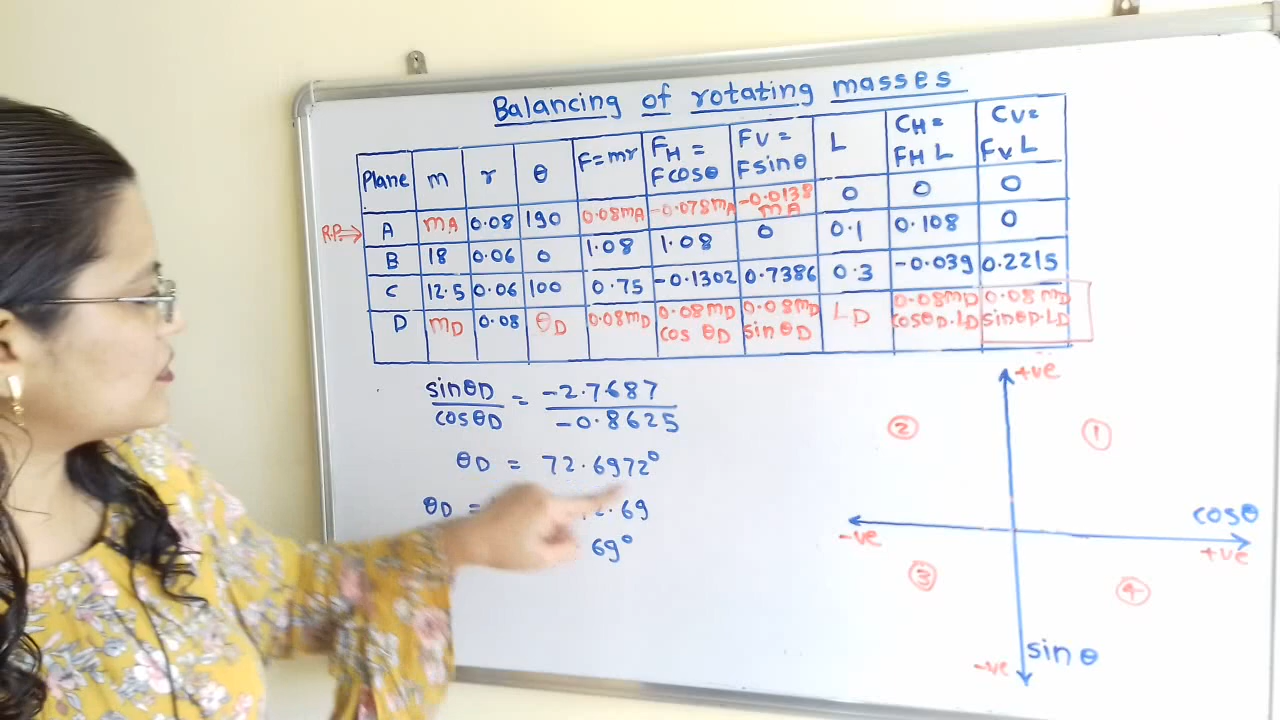 Balancing of rotating masses
Plane m r θ F=mr FH = Fcosθ FV = Fsinθ L CH = FH L CV = FV L
R.P.⇒ A mA 0.08 190 0.08mA -0.078mA -0.0138 mA 0 0 0
B 18 0.06 0 1.08 1.08 0 0.1 0.108 0
C 12.5 0.06 100 0.75 -0.1302 0.7386 0.3 -0.039 0.2215
D mD 0.08 θD 0.08mD 0.08mD cos θD 0.08mD sin θD LD 0.08mD cosθD.LD 0.08 mD sinθD.LD
sinθD / cosθD = -2.7687 / -0.8625
θD = 72.6972°
θD = 2.69
69°
+ve
② ①
cosθ
-ve +ve
③ ④
sin θ
-ve